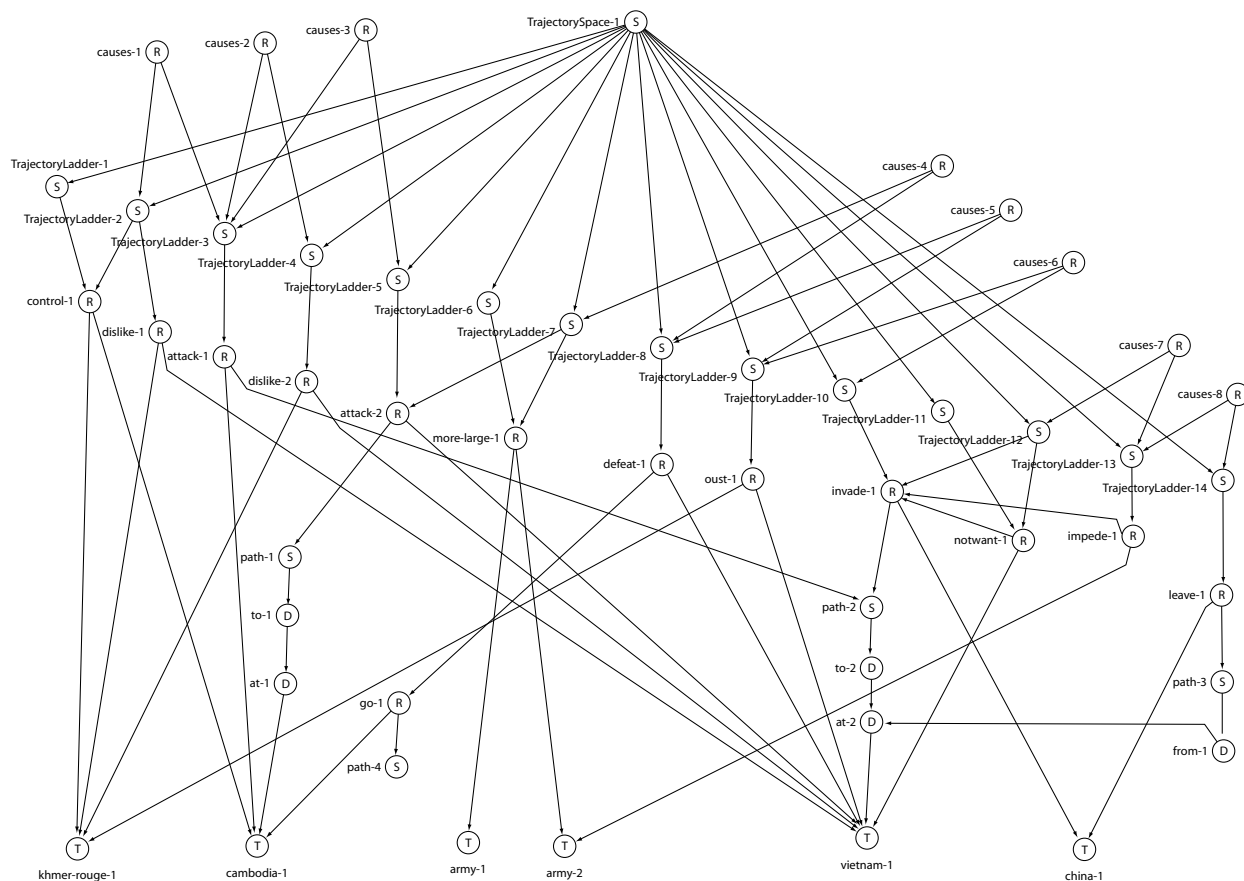 TrajectorySpace-1 S
causes-3 R
causes-2 R
causes-1 R
TrajectoryLadder-1
S
causes-4 R
TrajectoryLadder-2 S
causes-5 R
TrajectoryLadder-3 S
TrajectoryLadder-4 S
causes-6 R
TrajectoryLadder-5 S
control-1 R
TrajectoryLadder-6 S
dislike-1 R
TrajectoryLadder-7 S
attack-1 R
TrajectoryLadder-8 S
causes-7 R
dislike-2 R
TrajectoryLadder-9 S
TrajectoryLadder-10 S
causes-8 R
attack-2 R
TrajectoryLadder-11 S
more-large-1 R
TrajectoryLadder-12 S
defeat-1 R
TrajectoryLadder-13 S
oust-1 R
TrajectoryLadder-14 S
invade-1 R
notwant-1 R
impede-1 R
path-1 S
leave-1 R
path-2 S
to-1 D
to-2 D
at-1 D
path-3 S
go-1 R
at-2 D
from-1 D
path-4 S
T
khmer-rouge-1
T
cambodia-1
T
army-1
T
army-2
T
vietnam-1
T
china-1